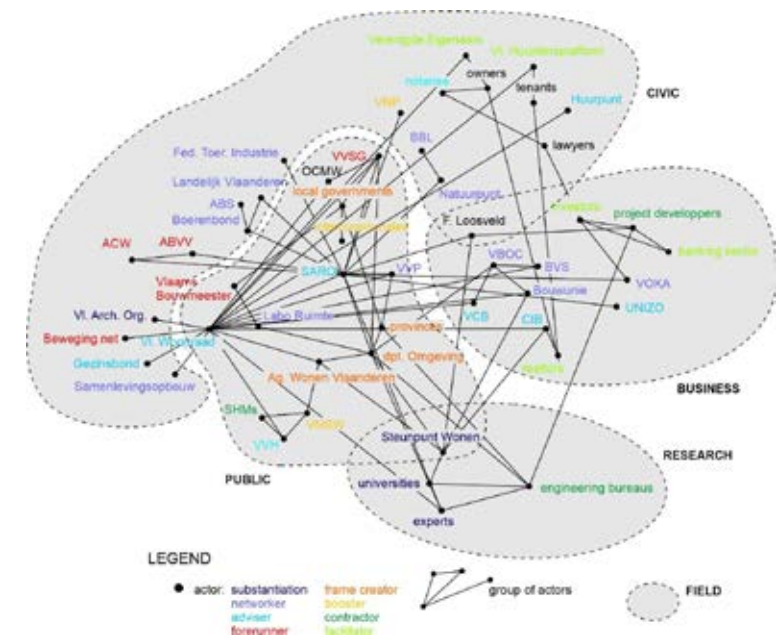 Verenigde Eigenaars
Vl. Huurdersplatform
owners
notaries
tenants
Huurpunt
CIVIC
VNP
BBL
lawyers
Fed. Toer. Industrie
VVSG
OCMW
Landelijk Vlaanderen
local governments
Natuurpunt
ABS
Boerenbond
F. Loosveld
investors
project developpers
ACW
ABVV
VBOC
banking sector
SARO
VVP
BVS
VOKA
Vlaams
Bouwmeester
Bouwunie
UNIZO
Vl. Arch. Org.
Labo Ruimte
VCB
CIB
provincies
Beweging.net
Vl. Woonraad
dpt. Omgeving
realtors
Gezinsbond
Ag. Wonen Vlaanderen
Samenlevingsopbouw
BUSINESS
SHMs
VMSW
VVH
Steunpunt Wonen
RESEARCH
PUBLIC
universities
engineering bureaus
experts
LEGEND
actor: substantiation frame creator group of actors FIELD
networker booster
adviser contractor
forerunner facilitator